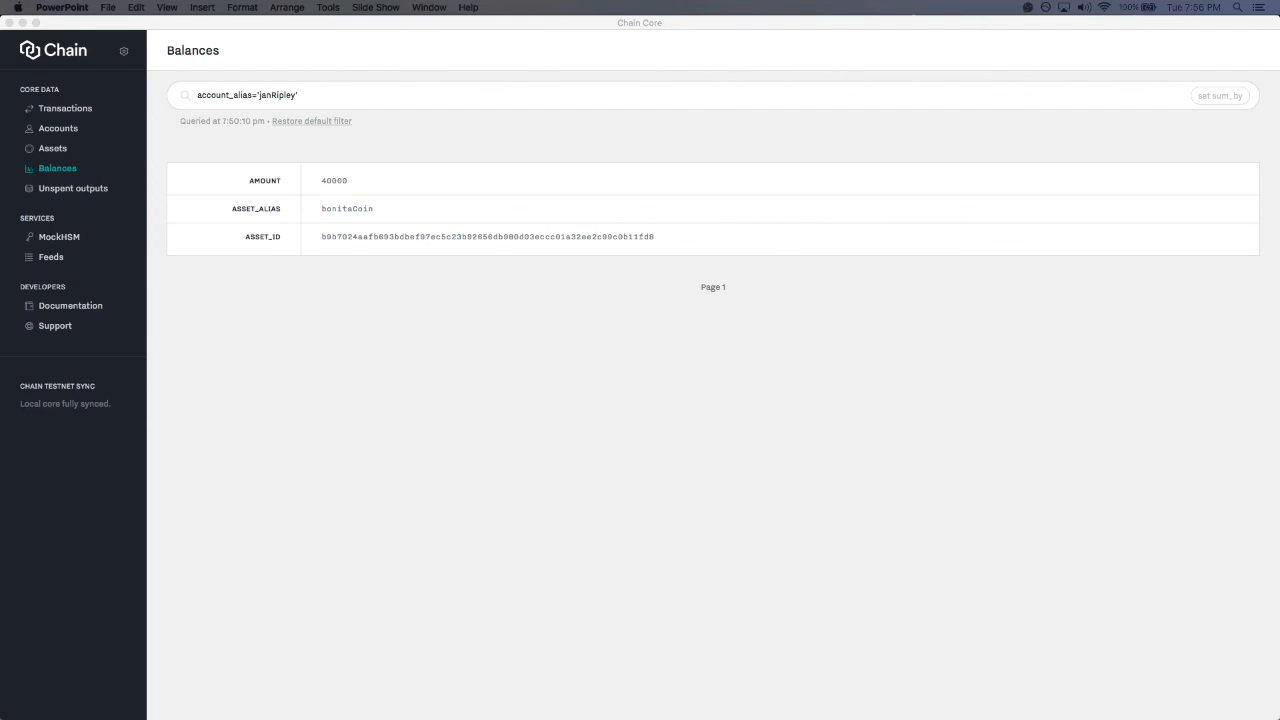 PowerPoint File Edit View Insert Format Arrange Tools Slide Show Window Help 100% Tue 7:56 PM
Chain Core
Chain
Balances
CORE DATA
Transactions
Accounts
Assets
Balances
Unspent outputs
SERVICES
MockHSM
Feeds
DEVELOPERS
Documentation
Support
CHAIN TESTNET SYNC
Local core fully synced.
account_alias='janRipley'
set sum_by
Queried at 7:50:10 pm • Restore default filter
AMOUNT 40000
ASSET_ALIAS bonitaCoin
ASSET_ID
Page 1